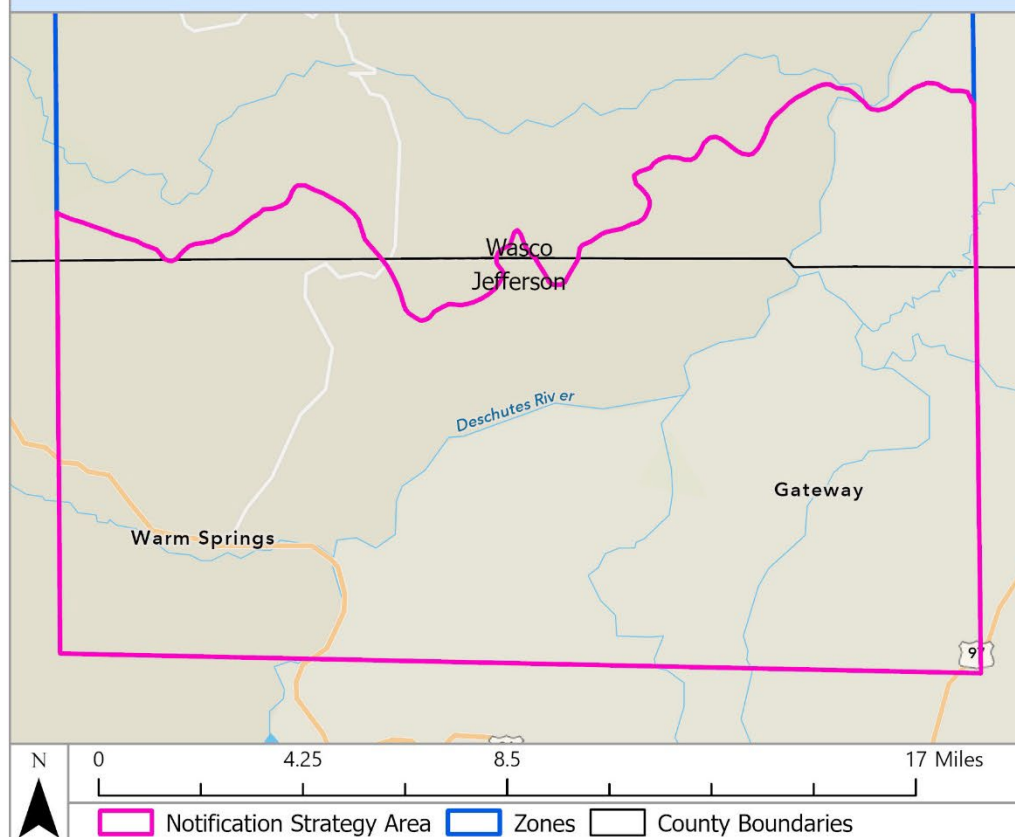 Wasco
Jefferson
Deschutes River
Gateway
Warm Springs
97
N
0 4.25 8.5 17 Miles
Notification Strategy Area Zones County Boundaries